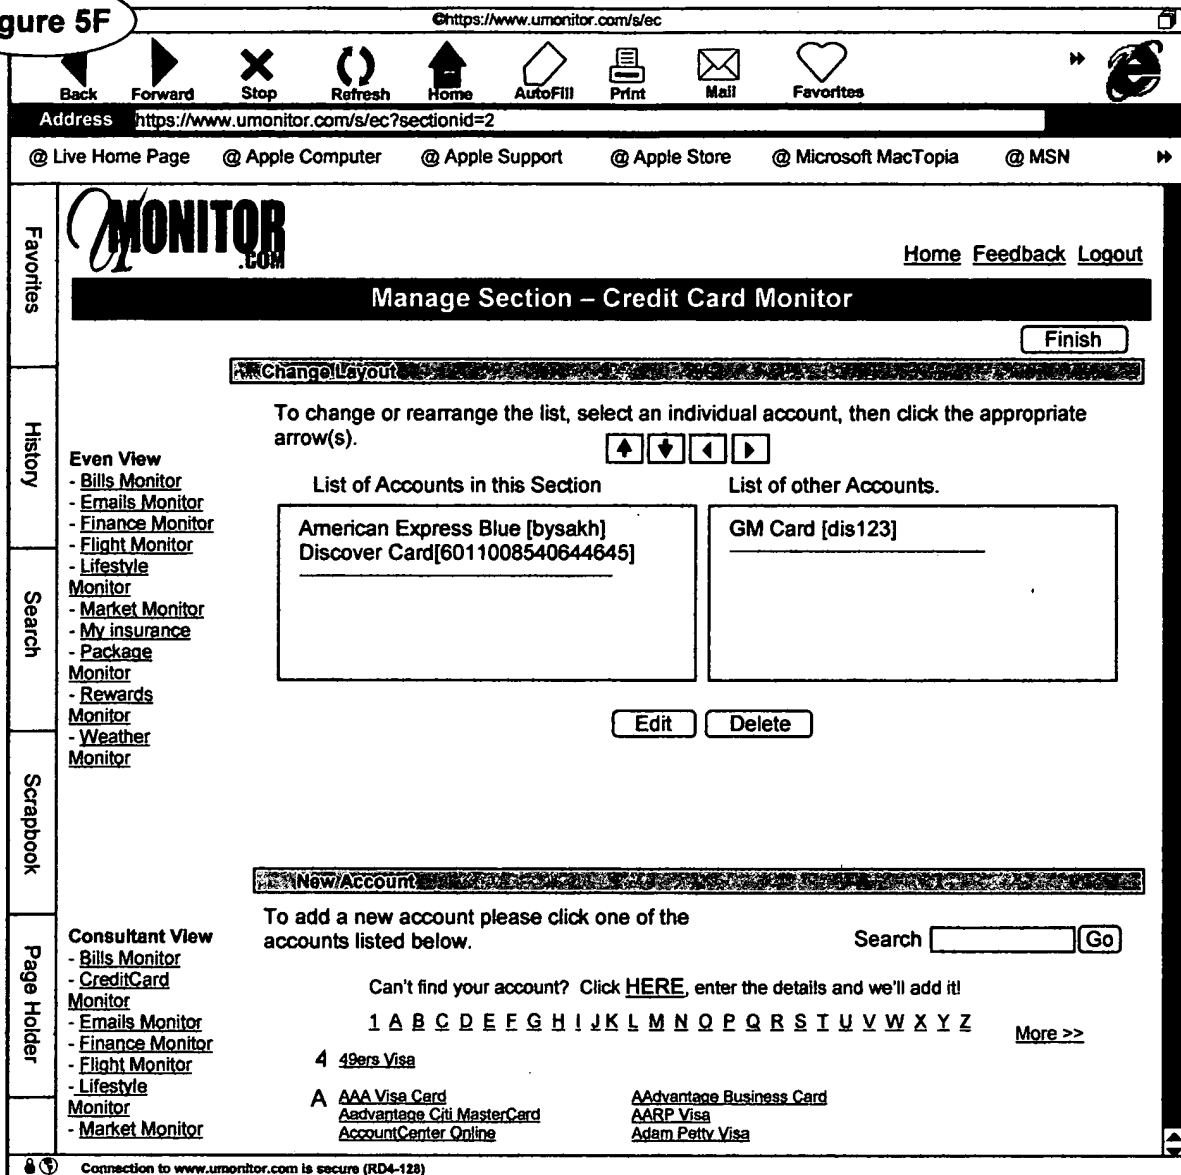 gure 5F
https://www.umonitor.com/s/ec
Back Forward Stop Refresh Home AutoFill Print Mail Favorites
Address https://www.umonitor.com/s/ec?sectionid=2
@ Live Home Page @ Apple Computer @ Apple Support @ Apple Store @ Microsoft MacTopia @ MSN
Favorites
History
Search
Scrapbook
Page Holder
UMONITOR
.COM
Home Feedback Logout
Manage Section – Credit Card Monitor
Finish
Change Layout
To change or rearrange the list, select an individual account, then click the appropriate
arrow(s).
List of Accounts in this Section
American Express Blue [bysakh]
Discover Card[6011008540644645]
List of other Accounts.
GM Card [dis123]
Edit Delete
Even View
- Bills Monitor
- Emails Monitor
- Finance Monitor
- Flight Monitor
- Lifestyle
Monitor
- Market Monitor
- My insurance
- Package
Monitor
- Rewards
Monitor
- Weather
Monitor
New Account
To add a new account please click one of the
accounts listed below.
Search Go
Can't find your account? Click HERE, enter the details and we'll add it!
1 A B C D E F G H I J K L M N O P Q R S T U V W X Y Z
More >>
4 49ers Visa
A AAA Visa Card AAdvantage Business Card
Aadvantage Citi MasterCard AARP Visa
AccountCenter Online Adam Petty Visa
Consultant View
- Bills Monitor
- CreditCard
Monitor
- Emails Monitor
- Finance Monitor
- Flight Monitor
- Lifestyle
Monitor
- Market Monitor
Connection to www.umonitor.com is secure (RD4-128)